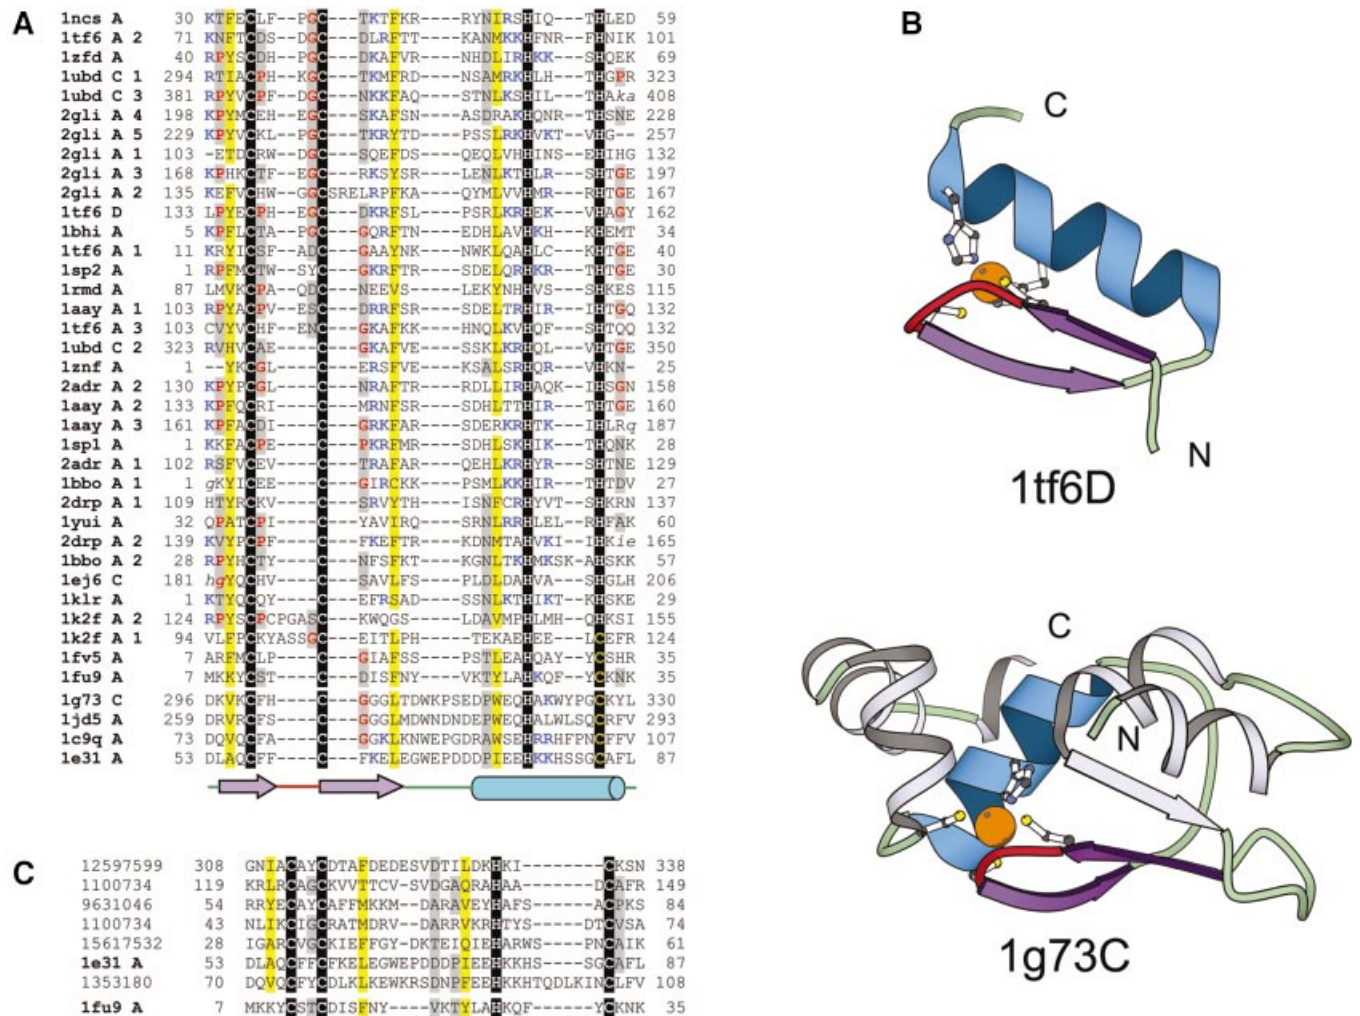 A
1ncs A 30 KTFECLF--PGC---TKTFKR----RYNIRSHIQ---THLED 59
1tf6 A 2 71 KNFTCDS--DGC---DLRFTT----KANMKKHFNR--FHNIK 101
1zfd A 40 RPYSCDH--PGC---DKAFVR----NHDLIRHKK---SHQEK 69
1ubd C 1 294 RTIACPH--KGC---TKMFRD----NSAMRKHLH---THGPR 323
1ubd C 3 381 RPYVCPF--DGC---NKKFAQ----STNLKSHIL---THAka 408
2gli A 4 198 KPYMCEH--EGC---SKAFSN----ASDRAKHQNR--THSNE 228
2gli A 5 229 KPYVCKL--PGC---TKRYTD----PSSLRKHVKT--VHG-- 257
2gli A 1 103 -ETDCRW--DGC---SQEFDS----QEQLVHHINS--EHIHG 132
2gli A 3 168 KPHKCTF--EGC---RKSYSR----LENLKTHLR---SHTGE 197
2gli A 2 135 KEFVCHW--GGCSRELRPFKA----QYMLVVHMR---RHTGE 167
1tf6 D 133 LPYECPH--EGC---DKRFSL----PSRLKRHEK---VHAGY 162
1bhi A 5 KPFLCTA--PGC---GQRFTN----EDHLAVHKH---KHEMT 34
1tf6 A 1 11 KRYICSF--ADC---GAAYNK----NWKLQAHLC---KHTGE 40
1sp2 A 1 RPFMCTW--SYC---GKRFTR----SDELQRHKR---THTGE 30
1rmd A 87 LMVKCPA--QDC---NEEVS-----LEKYNHHVS---SHKES 115
1aay A 1 103 RPYACPV--ESC---DRRFSR----SDELTRHIR---IHTGQ 132
1tf6 A 3 103 CVYVCHF--ENC---GKAFKK----HNQLKVHQF---SHTQQ 132
1ubd C 2 323 RVHVCAE----C---GKAFVE----SSKLKRHQL---VHTGE 350
1znf A 1 --YKCGL----C---ERSFVE----KSALSRHQR---VHKN- 25
2adr A 2 130 KPYPCGL----C---NRAFTR----RDLLIRHAQK--IHSGN 158
1aay A 2 133 KPFQCRI----C---MRNFSR----SDHLTTHIR---THTGE 160
1aay A 3 161 KPFACDI----C---GRKFAR----SDERKRHTK---IHLRq 187
1sp1 A 1 KKFACPE----C---PKRFMR----SDHLSKHIK---THQNK 28
2adr A 1 102 RSFVCEV----C---TRAFAR----QEHLKRHYR---SHTNE 129
1bbo A 1 1 gKYICEE----C---GIRCKK----PSMLKKHIR---THTDV 27
2drp A 1 109 HTYRCKV----C---SRVYTH----ISNFCRHYVT--SHKRN 137
1yui A 32 QPATCPI----C---YAVIRQ----SRNLRRHLEL--RHFAK 60
2drp A 2 139 KVYPCPF----C---FKEFTR----KDNMTAHVKI--IHKie 165
1bbo A 2 28 RPYHCTY----C---NFSFKT----KGNLTKHMKSK-AHSKK 57
1ej6 C 181 hgYQCHV----C---SAVLFS----PLDLDAHVA---SHGLH 206
1klr A 1 KTYQCQY----C---EFRSAD----SSNLKTHIKT--KHSKE 29
1k2f A 2 124 RPYSCPCPGASC---KWQGS-----LDAVMPHLMH--QHKSI 155
1k2f A 1 94 VLFPCKYASSGC---EITLPH----TEKAEHEE----LCEFR 124
1fv5 A 7 ARFMCLP----C---GIAFSS----PSTLEAHQAY--YCSHR 35
1fu9 A 7 MKKYCST----C---DISFNY----VKTYLAHKQF--YCKNK 35
1g73 C 296 DKVKCFH----C---GGGLTDWKPSEDPWEQHAKWYPGCKYL 330
1jd5 A 259 DRVRCFS----C---GGGLMDWNDNDEPWEQHALWLSQCRFV 293
1c9q A 73 DQVQCFA----C---GGKLKNWEPGDRAWSEHRRHFPNCFFV 107
1e31 A 53 DLAQCFF----C---FKELEGWEPDDDPIEEHKKHSSGCAFL 87
B
C
N
1tf6D
C
N
1g73C
C
12597599 308 GNIACAYCDTAFDEDESVDTILDKHKI--------CKSN 338
1100734 119 KRLRCAGCKVVTTCV-SVDGAQRAHAA--------DCAFR 149
9631046 54 RRYECAYCAFFMKKM--DARAVEYHAFS-------ACPKS 84
1100734 43 NLIKCIGCRATMDRV--DARRVKRHTYS------DTCVSA 74
15617532 28 IGARCVGCKIEFFGY-DKTEIQIEHARWS-----PNCAIK 61
1e31 A 53 DLAQCFFCFKELEGWEPDDDPIEEHKKHS-----SGCAFL 87
1353180 70 DQVQCFYCDLKLKEWKRSDNPFEEHKKHTQDLKINCLFV 108
1fu9 A 7 MKKYCSTCDISFNY----VKTYLAHKQF------YCKNK 35